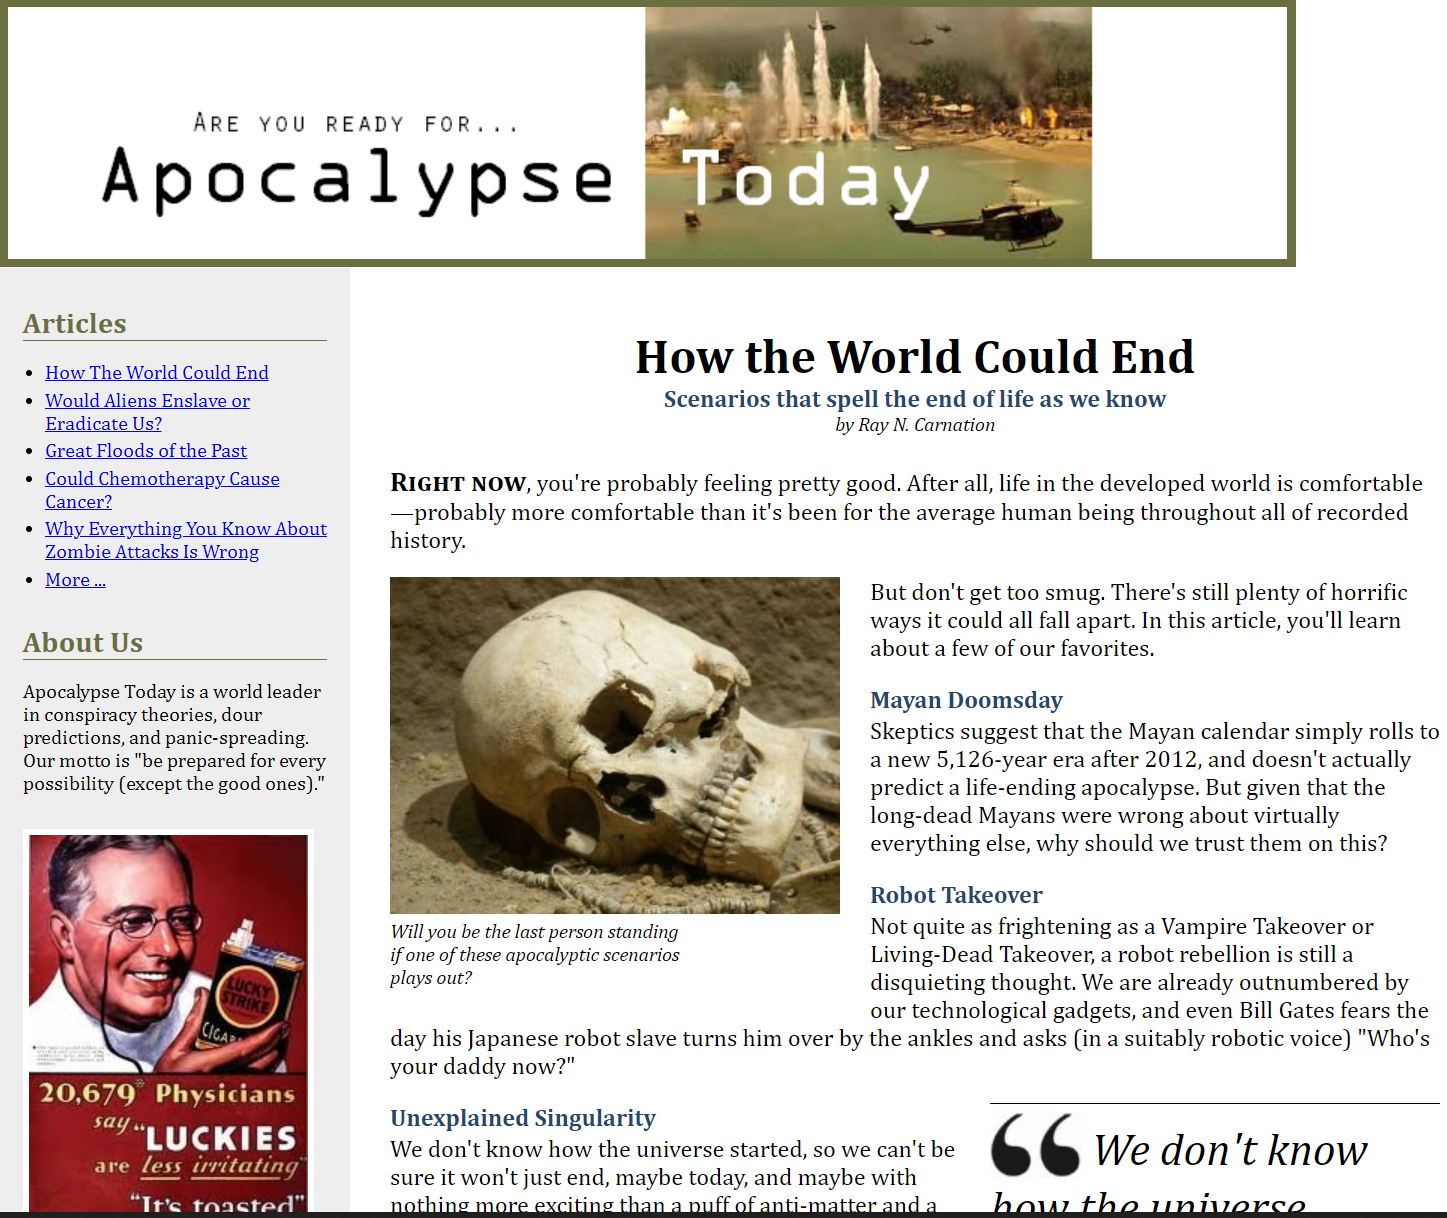 ARE YOU READY FOR...
Apocalypse Today
Articles
How The World Could End
Would Aliens Enslave or
Eradicate Us?
Great Floods of the Past
Could Chemotherapy Cause
Cancer?
Why Everything You Know About
Zombie Attacks Is Wrong
More ...
About Us
Apocalypse Today is a world leader
in conspiracy theories, dour
predictions, and panic-spreading.
Our motto is "be prepared for every
possibility (except the good ones)."
LUCKY
STRIKE
20,679* Physicians
say "LUCKIES
are less irritating"
"It's toasted"
How the World Could End
Scenarios that spell the end of life as we know
by Ray N. Carnation
RIGHT NOW, you're probably feeling pretty good. After all, life in the developed world is comfortable
—probably more comfortable than it's been for the average human being throughout all of recorded
history.
But don't get too smug. There's still plenty of horrific
ways it could all fall apart. In this article, you'll learn
about a few of our favorites.
Mayan Doomsday
Skeptics suggest that the Mayan calendar simply rolls to
a new 5,126-year era after 2012, and doesn't actually
predict a life-ending apocalypse. But given that the
long-dead Mayans were wrong about virtually
everything else, why should we trust them on this?
Will you be the last person standing
if one of these apocalyptic scenarios
plays out?
Robot Takeover
Not quite as frightening as a Vampire Takeover or
Living-Dead Takeover, a robot rebellion is still a
disquieting thought. We are already outnumbered by
our technological gadgets, and even Bill Gates fears the
day his Japanese robot slave turns him over by the ankles and asks (in a suitably robotic voice) "Who's
your daddy now?"
Unexplained Singularity
We don't know how the universe started, so we can't be
sure it won't just end, maybe today, and maybe with
nothing more exciting than a puff of anti-matter and a
“ We don't know
how the universe